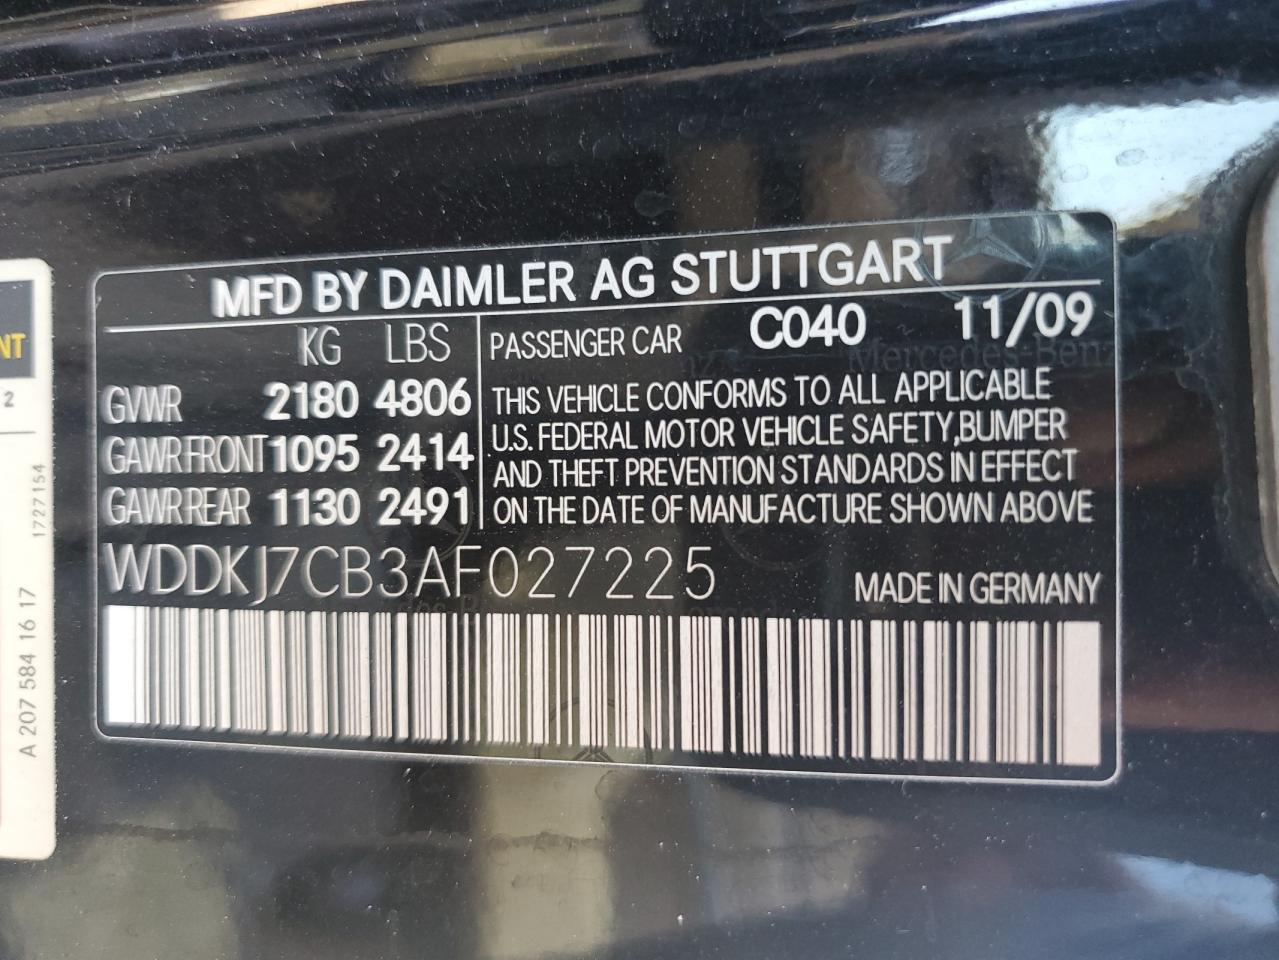 MFD BY DAIMLER AG STUTTGART
KG LBS
PASSENGER CAR C040 11/09
GVWR 2180 4806
GAWR FRONT 1095 2414
GAWR REAR 1130 2491
THIS VEHICLE CONFORMS TO ALL APPLICABLE
U.S. FEDERAL MOTOR VEHICLE SAFETY,BUMPER
AND THEFT PREVENTION STANDARDS IN EFFECT
ON THE DATE OF MANUFACTURE SHOWN ABOVE
WDDKJ7CB3AF027225
MADE IN GERMANY
Mercedes-Benz
NT
2
1727154
A 207 584 16 17